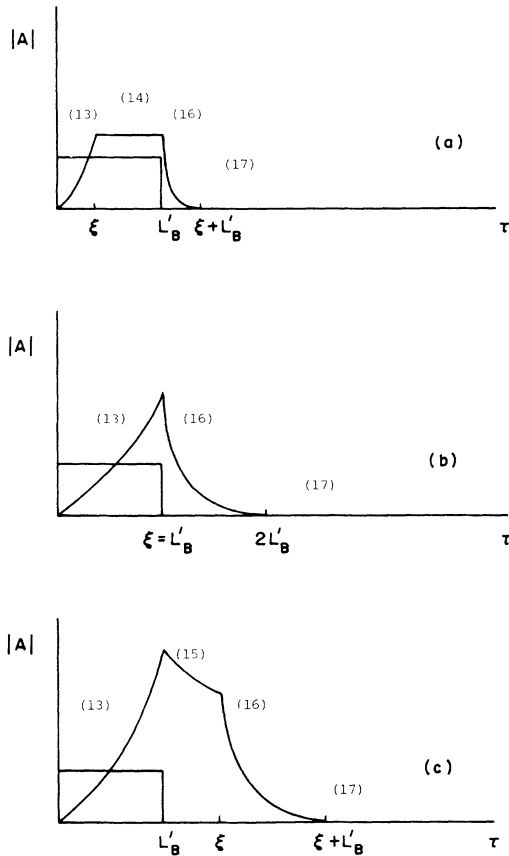 |A|
(14)
(13) (16)
(a)
(17)
ξ L'B ξ+L'B τ
|A|
(13) (16)
(b)
(17)
ξ=L'B 2L'B τ
|A|
(15)
(13) (16)
(c)
(17)
L'B ξ ξ+L'B τ